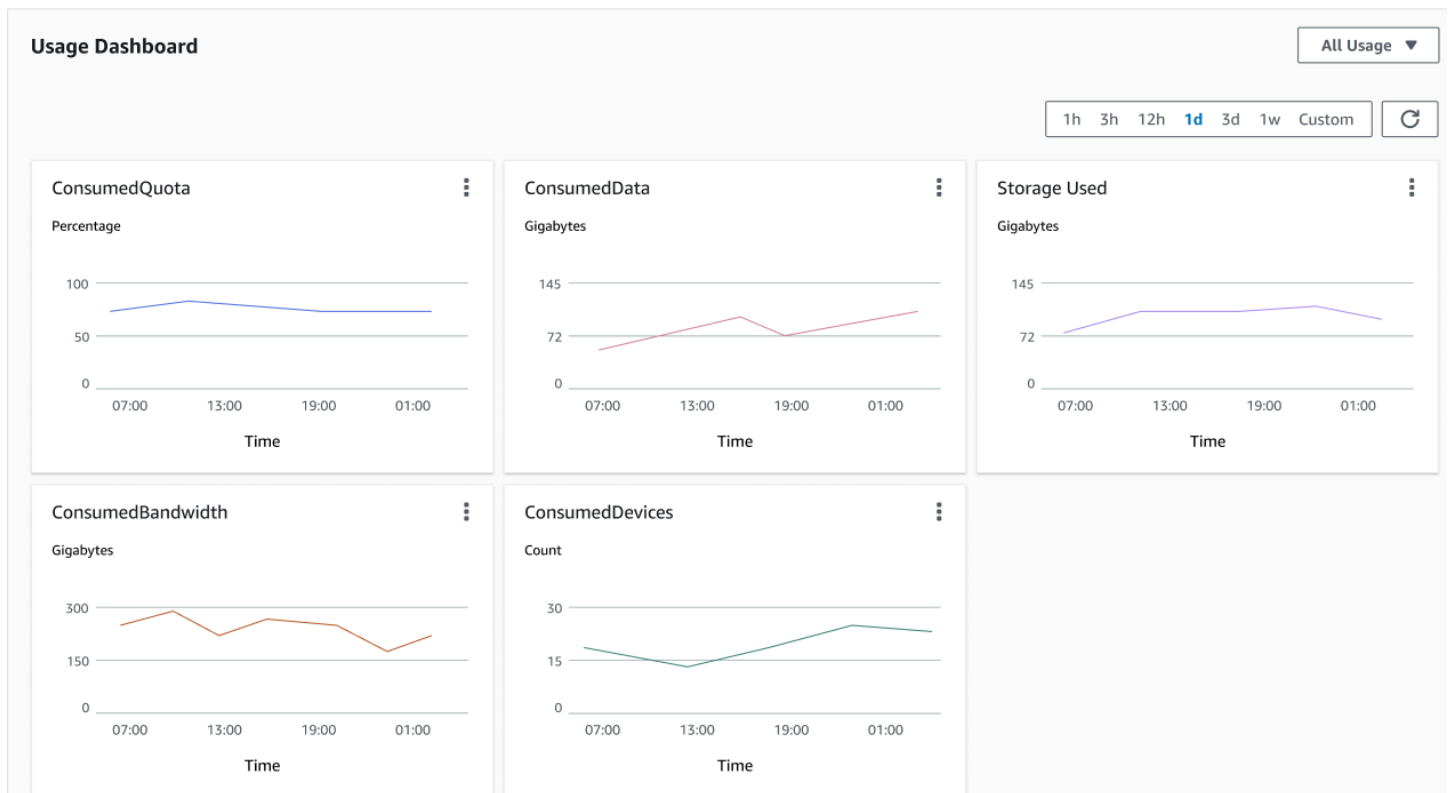 Usage Dashboard
All Usage
1h 3h 12h 1d 3d 1w Custom
ConsumedQuota
Percentage
100
50
0
07:00 13:00 19:00 01:00
Time
ConsumedData
Gigabytes
145
72
0
07:00 13:00 19:00 01:00
Time
Storage Used
Gigabytes
145
72
0
07:00 13:00 19:00 01:00
Time
ConsumedBandwidth
Gigabytes
300
150
0
07:00 13:00 19:00 01:00
Time
ConsumedDevices
Count
30
15
0
07:00 13:00 19:00 01:00
Time